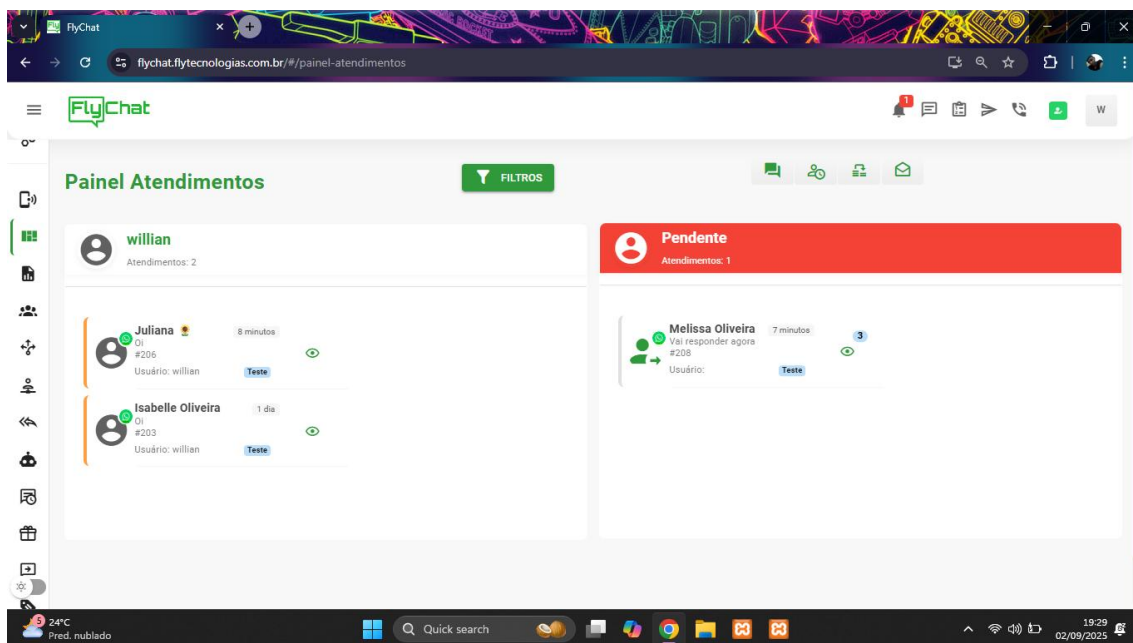 FlyChat
flychat.flytecnologias.com.br/#/painel-atendimentos
FlyChat
1
W
Painel Atendimentos
FILTROS
willian
Atendimentos: 2
Juliana 🌻
8 minutos
Oi
#206
Usuário: willian
Teste
Isabelle Oliveira
1 dia
Oi
#203
Usuário: willian
Teste
Pendente
Atendimentos: 1
Melissa Oliveira
7 minutos
3
Vai responder agora
#208
Usuário:
Teste
5
24°C
Pred. nublado
Quick search
19:29
02/09/2025